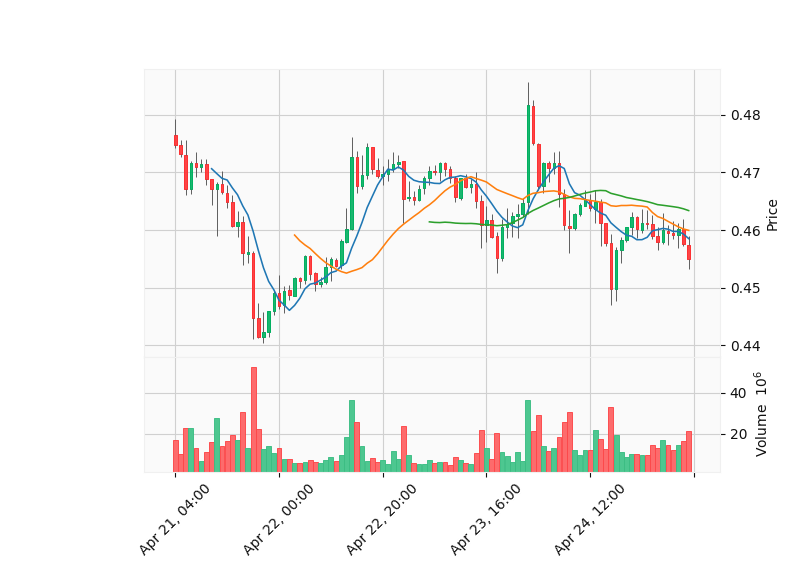 0.48
0.47
0.46
0.45
0.44
Price
40
20
Volume 10^6
Apr 21, 04:00
Apr 22, 00:00
Apr 22, 20:00
Apr 23, 16:00
Apr 24, 12:00